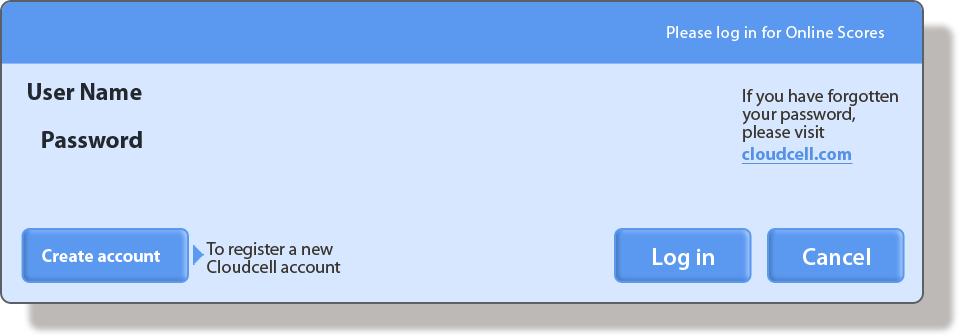 Please log in for Online Scores
User Name
Password
If you have forgotten
your password,
please visit
cloudcell.com
Create account
To register a new
Cloudcell account
Log in
Cancel